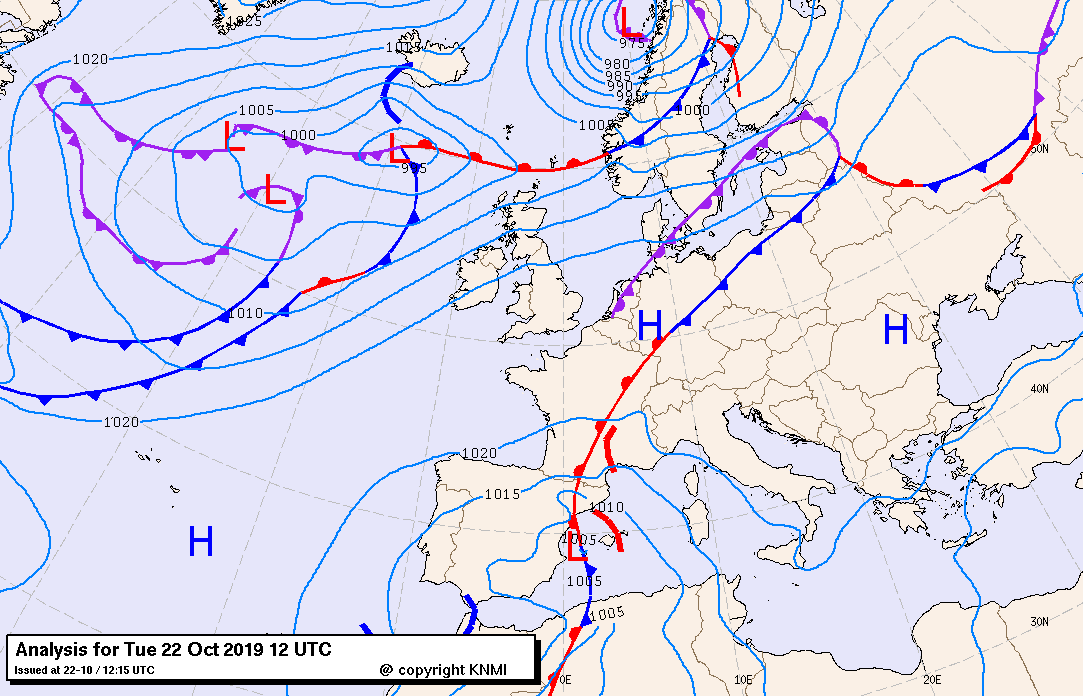 1025
L
975
1015
1020
980
985
990
995
1005
1000
L
1000
1005
L
995
50N
L
1010
H
H
40N
1020
1020
1015
1010
H
1005
L
1005
1005
30N
Analysis for Tue 22 Oct 2019 12 UTC
Issued at 22-10 / 12:15 UTC
@ copyright KNMI
0E
10E
20E